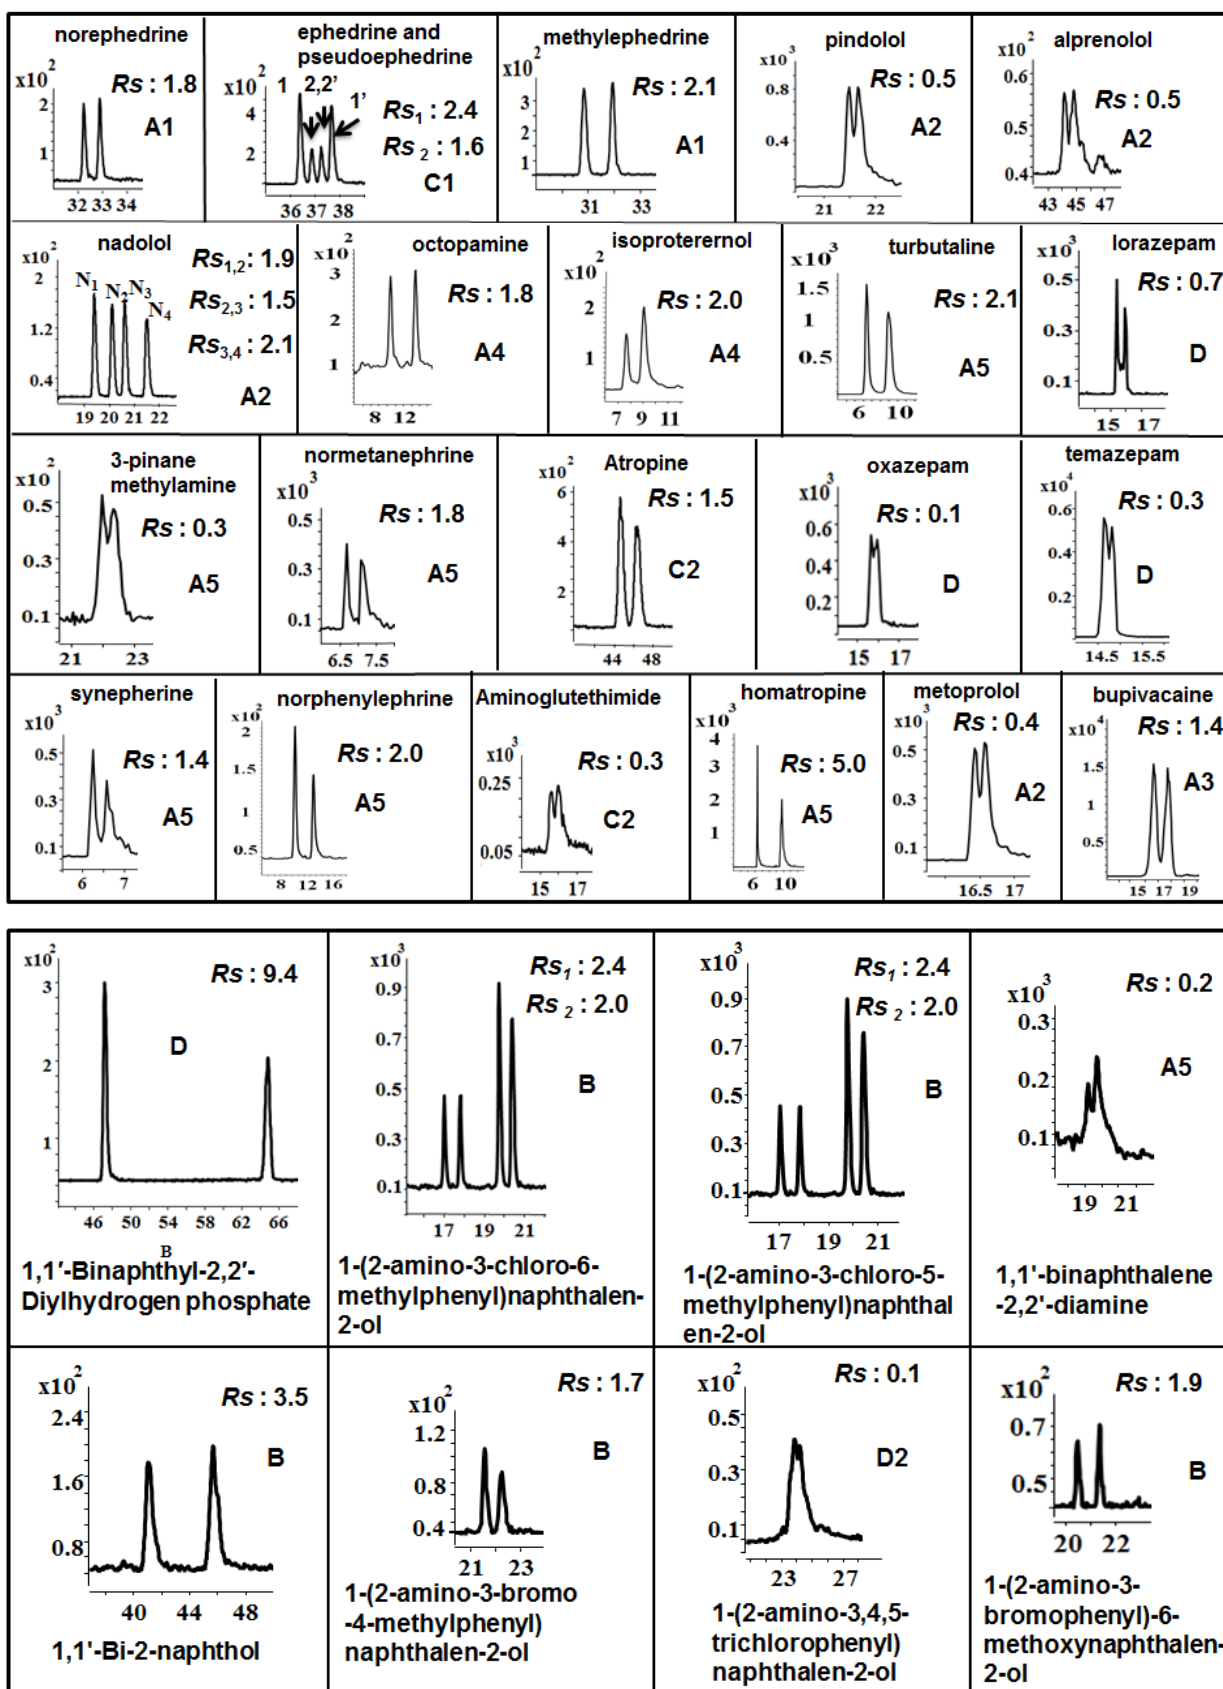 norephedrine
x10²
Rs : 1.8
A1
2
1
32 33 34
ephedrine and
pseudoephedrine
x10²
1 2,2' 1'
Rs₁ : 2.4
Rs ₂ : 1.6
C1
4
2
0
36 37 38
methylephedrine
x10²
Rs : 2.1
A1
3
2
1
31 33
pindolol
x10³
Rs : 0.5
A2
0.8
0.4
21 22
alprenolol
x10²
Rs : 0.5
A2
0.6
0.5
0.4
43 45 47
nadolol
x10²
N₁ N₂ N₃ N₄
Rs₁,₂: 1.9
Rs₂,₃: 1.5
Rs₃,₄: 2.1
A2
2
1.2
0.4
19 20 21 22
octopamine
x10²
Rs : 1.8
A4
3
2
1
8 12
isoproterernol
x10²
Rs : 2.0
A4
2
1
7 9 11
turbutaline
x10³
Rs : 2.1
A5
1.5
1
0.5
6 10
lorazepam
x10³
Rs : 0.7
D
0.5
0.3
0.1
15 17
3-pinane
methylamine
x10²
Rs : 0.3
A5
0.5
0.3
0.1
21 23
normetanephrine
x10³
Rs : 1.8
A5
0.5
0.3
0.1
6.5 7.5
Atropine
x10²
Rs : 1.5
C2
6
4
2
44 48
oxazepam
x10³
Rs : 0.1
D
0.6
0.4
0.2
15 17
temazepam
x10⁴
Rs : 0.3
D
0.6
0.4
0.2
14.5 15.5
synepherine
x10³
Rs : 1.4
A5
0.5
0.3
0.1
6 7
norphenylephrine
x10²
Rs : 2.0
A5
2
1.5
1
0.5
8 12 16
Aminoglutethimide
x10³
Rs : 0.3
C2
0.25
0.05
15 17
homatropine
x10³
Rs : 5.0
A5
4
3
2
1
6 10
metoprolol
x10³
Rs : 0.4
A2
0.5
0.3
0.1
16.5 17
bupivacaine
x10⁴
Rs : 1.4
A3
1.5
1
0.5
15 17 19
x10²
Rs : 9.4
D
3
2
1
46 50 54 58 62 66
B
1,1′-Binaphthyl-2,2′-
Diylhydrogen phosphate
x10³
Rs₁ : 2.4
Rs ₂ : 2.0
B
0.9
0.7
0.5
0.3
0.1
17 19 21
1-(2-amino-3-chloro-6-
methylphenyl)naphthalen-
2-ol
x10³
Rs₁ : 2.4
Rs ₂ : 2.0
B
0.9
0.7
0.5
0.3
0.1
17 19 21
1-(2-amino-3-chloro-5-
methylphenyl)naphthal
en-2-ol
x10³
Rs : 0.2
A5
0.3
0.2
0.1
19 21
1,1'-binaphthalene
-2,2'-diamine
x10²
Rs : 3.5
B
2.4
1.6
0.8
40 44 48
1,1'-Bi-2-naphthol
x10²
Rs : 1.7
B
1.2
0.8
0.4
21 23
1-(2-amino-3-bromo
-4-methylphenyl)
naphthalen-2-ol
x10²
Rs : 0.1
D2
0.5
0.3
0.1
23 27
1-(2-amino-3,4,5-
trichlorophenyl)
naphthalen-2-ol
x10²
Rs : 1.9
B
0.7
0.5
20 22
1-(2-amino-3-
bromophenyl)-6-
methoxynaphthalen-
2-ol